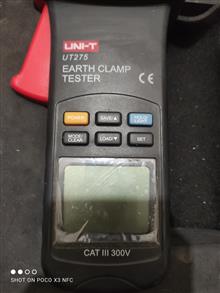 UNI-T
UT275
EARTH CLAMP
TESTER
CE
POWER
SAVE/▲
HOLD/
LIGHT
MODE/
CLEAR
LOAD/▼
SET
CAT III 300V
SHOT ON POCO X3 NFC